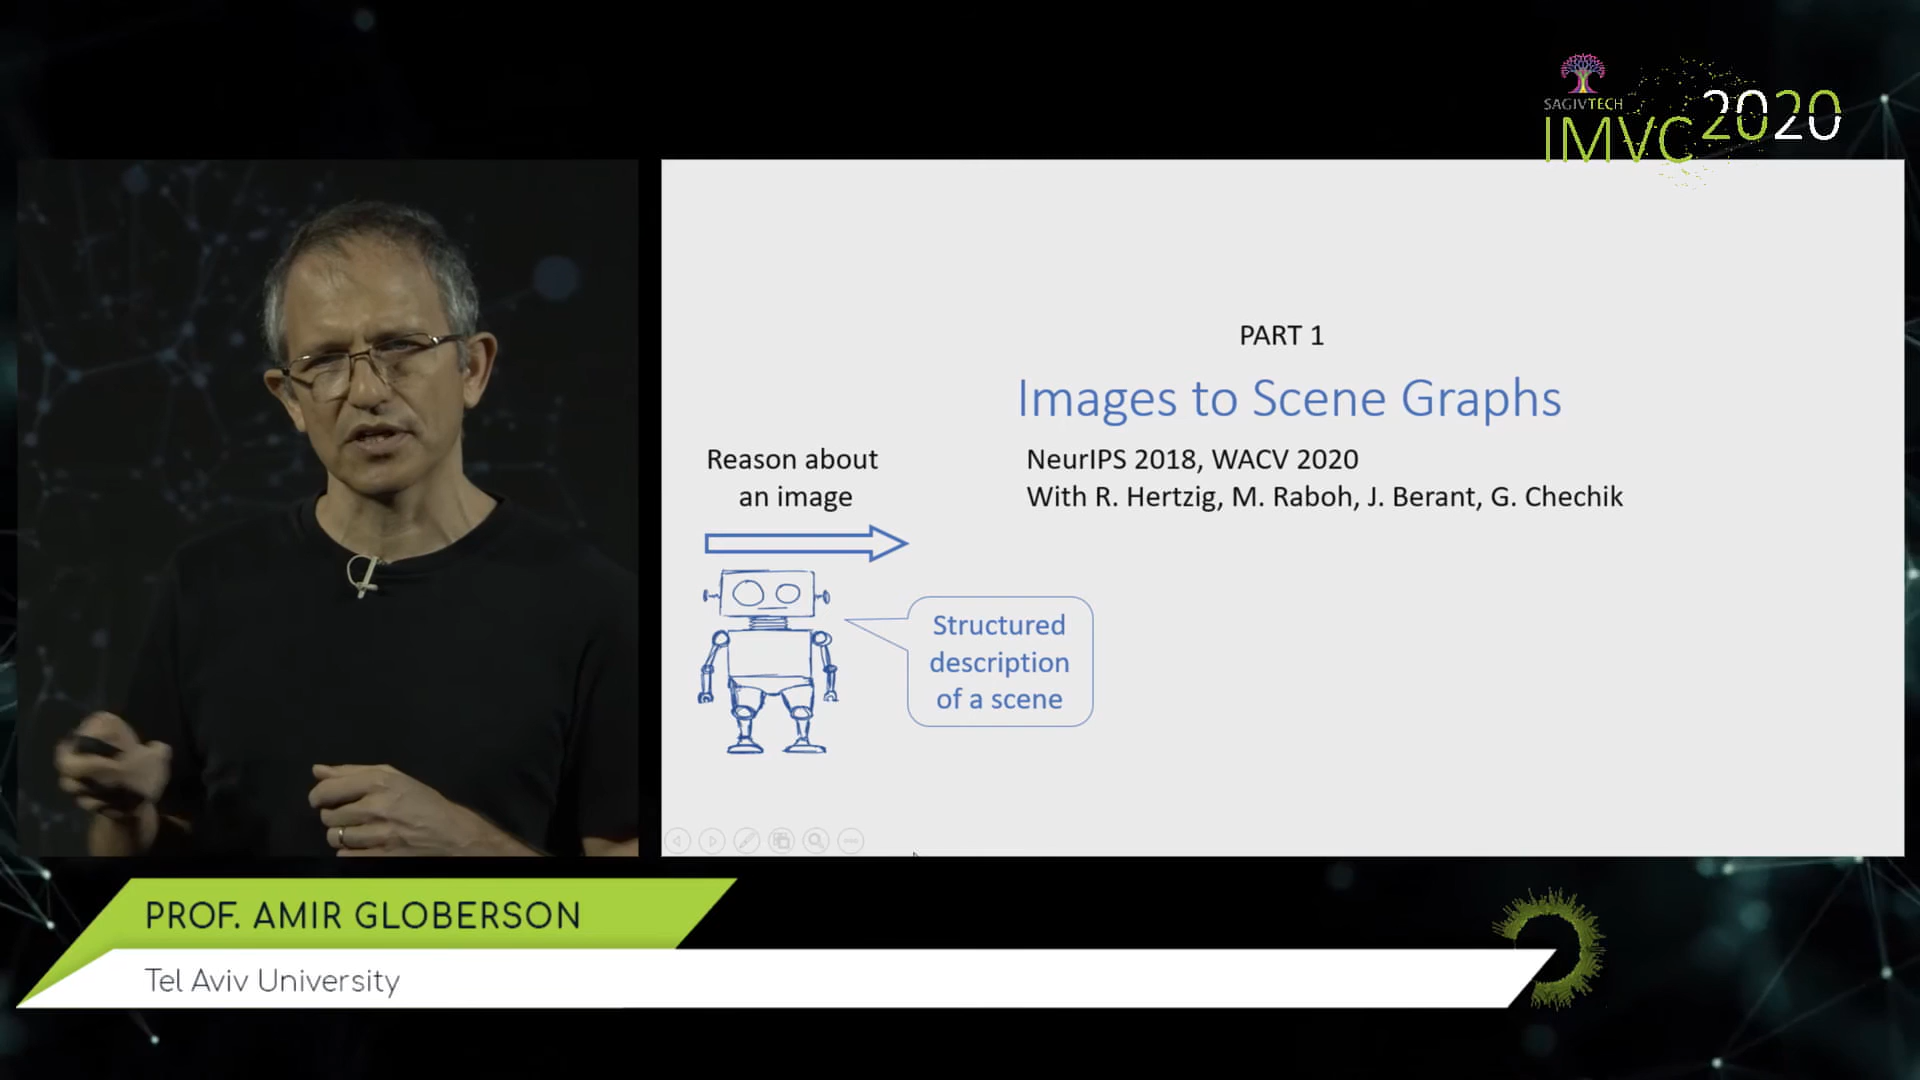 SAGIVTECH
IMVC 2020
PART 1
Images to Scene Graphs
NeurIPS 2018, WACV 2020
With R. Hertzig, M. Raboh, J. Berant, G. Chechik
Reason about
an image
Structured
description
of a scene
PROF. AMIR GLOBERSON
Tel Aviv University